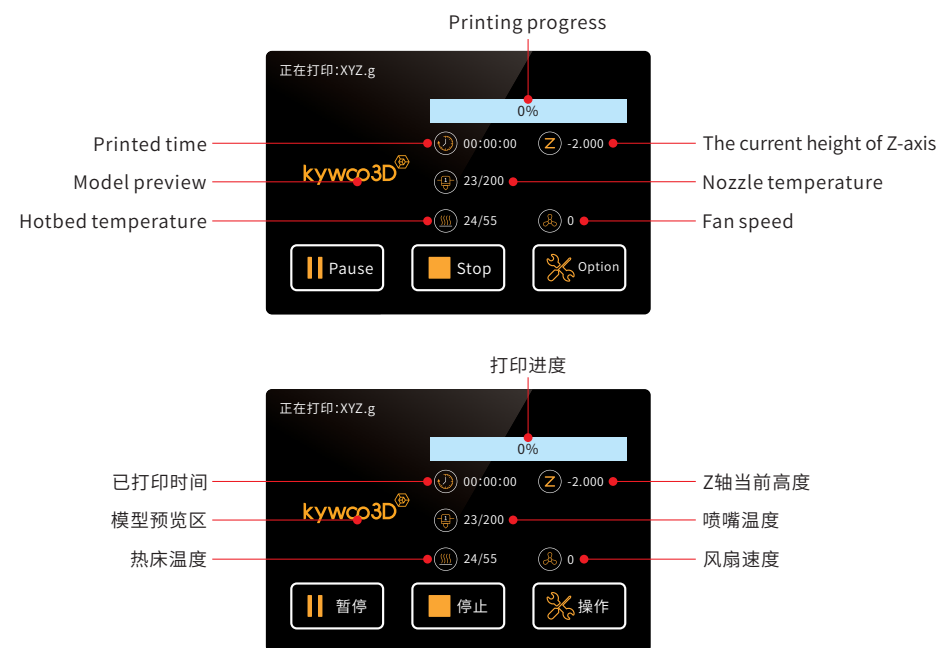 Printing progress
正在打印:XYZ.g
0%
Printed time
00:00:00
-2.000
The current height of Z-axis
Model preview
kywoo3D
23/200
Nozzle temperature
Hotbed temperature
24/55
0
Fan speed
Pause
Stop
Option
打印进度
正在打印:XYZ.g
0%
已打印时间
00:00:00
Z
-2.000
Z轴当前高度
模型预览区
kywoo3D
23/200
喷嘴温度
热床温度
24/55
0
风扇速度
暂停
停止
操作